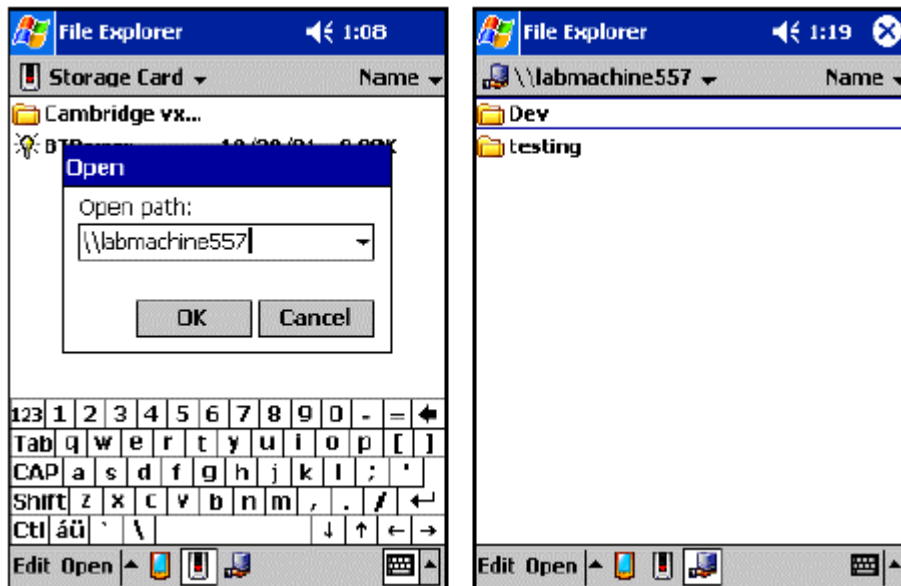 File Explorer 1:08
Storage Card Name
Cambridge vx...
Open
Open path:
\\labmachine557
OK Cancel
123 1 2 3 4 5 6 7 8 9 0 - =
Tab q w e r t y u i o p [ ]
CAP a s d f g h j k l ; '
Shift z x c v b n m , . /
Ctl áü ` \
Edit Open
File Explorer 1:19
\\labmachine557 Name
Dev
testing
Edit Open